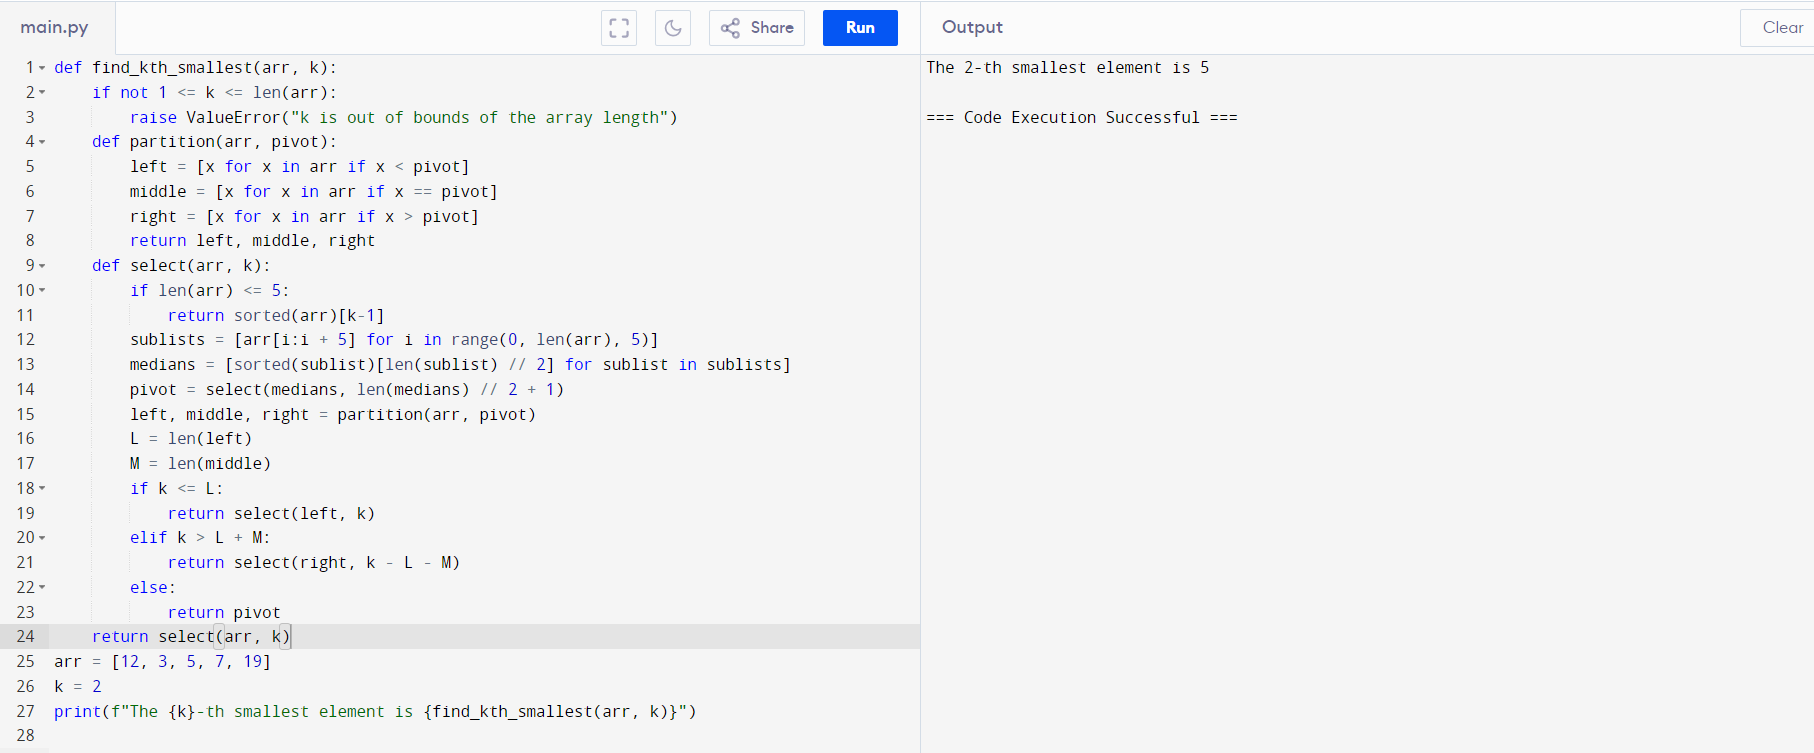 main.py Share Run Output Clear
1 def find_kth_smallest(arr, k):
2     if not 1 <= k <= len(arr):
3         raise ValueError("k is out of bounds of the array length")
4     def partition(arr, pivot):
5         left = [x for x in arr if x < pivot]
6         middle = [x for x in arr if x == pivot]
7         right = [x for x in arr if x > pivot]
8         return left, middle, right
9     def select(arr, k):
10         if len(arr) <= 5:
11             return sorted(arr)[k-1]
12         sublists = [arr[i:i + 5] for i in range(0, len(arr), 5)]
13         medians = [sorted(sublist)[len(sublist) // 2] for sublist in sublists]
14         pivot = select(medians, len(medians) // 2 + 1)
15         left, middle, right = partition(arr, pivot)
16         L = len(left)
17         M = len(middle)
18         if k <= L:
19             return select(left, k)
20         elif k > L + M:
21             return select(right, k - L - M)
22         else:
23             return pivot
24     return select(arr, k)
25 arr = [12, 3, 5, 7, 19]
26 k = 2
27 print(f"The {k}-th smallest element is {find_kth_smallest(arr, k)}")
28
The 2-th smallest element is 5
=== Code Execution Successful ===